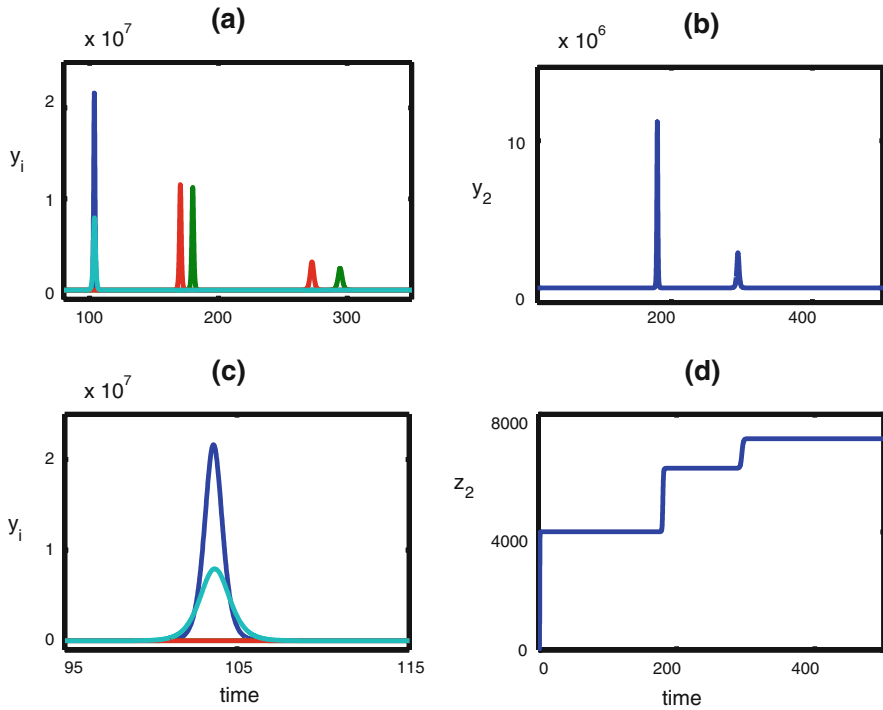 (a)
x 10^7
y_i
2
1
0
100 200 300
(b)
x 10^6
y_2
10
0
200 400
(c)
x 10^7
y_i
2
1
0
95 105 115
time
(d)
z_2
8000
4000
0
0 200 400
time